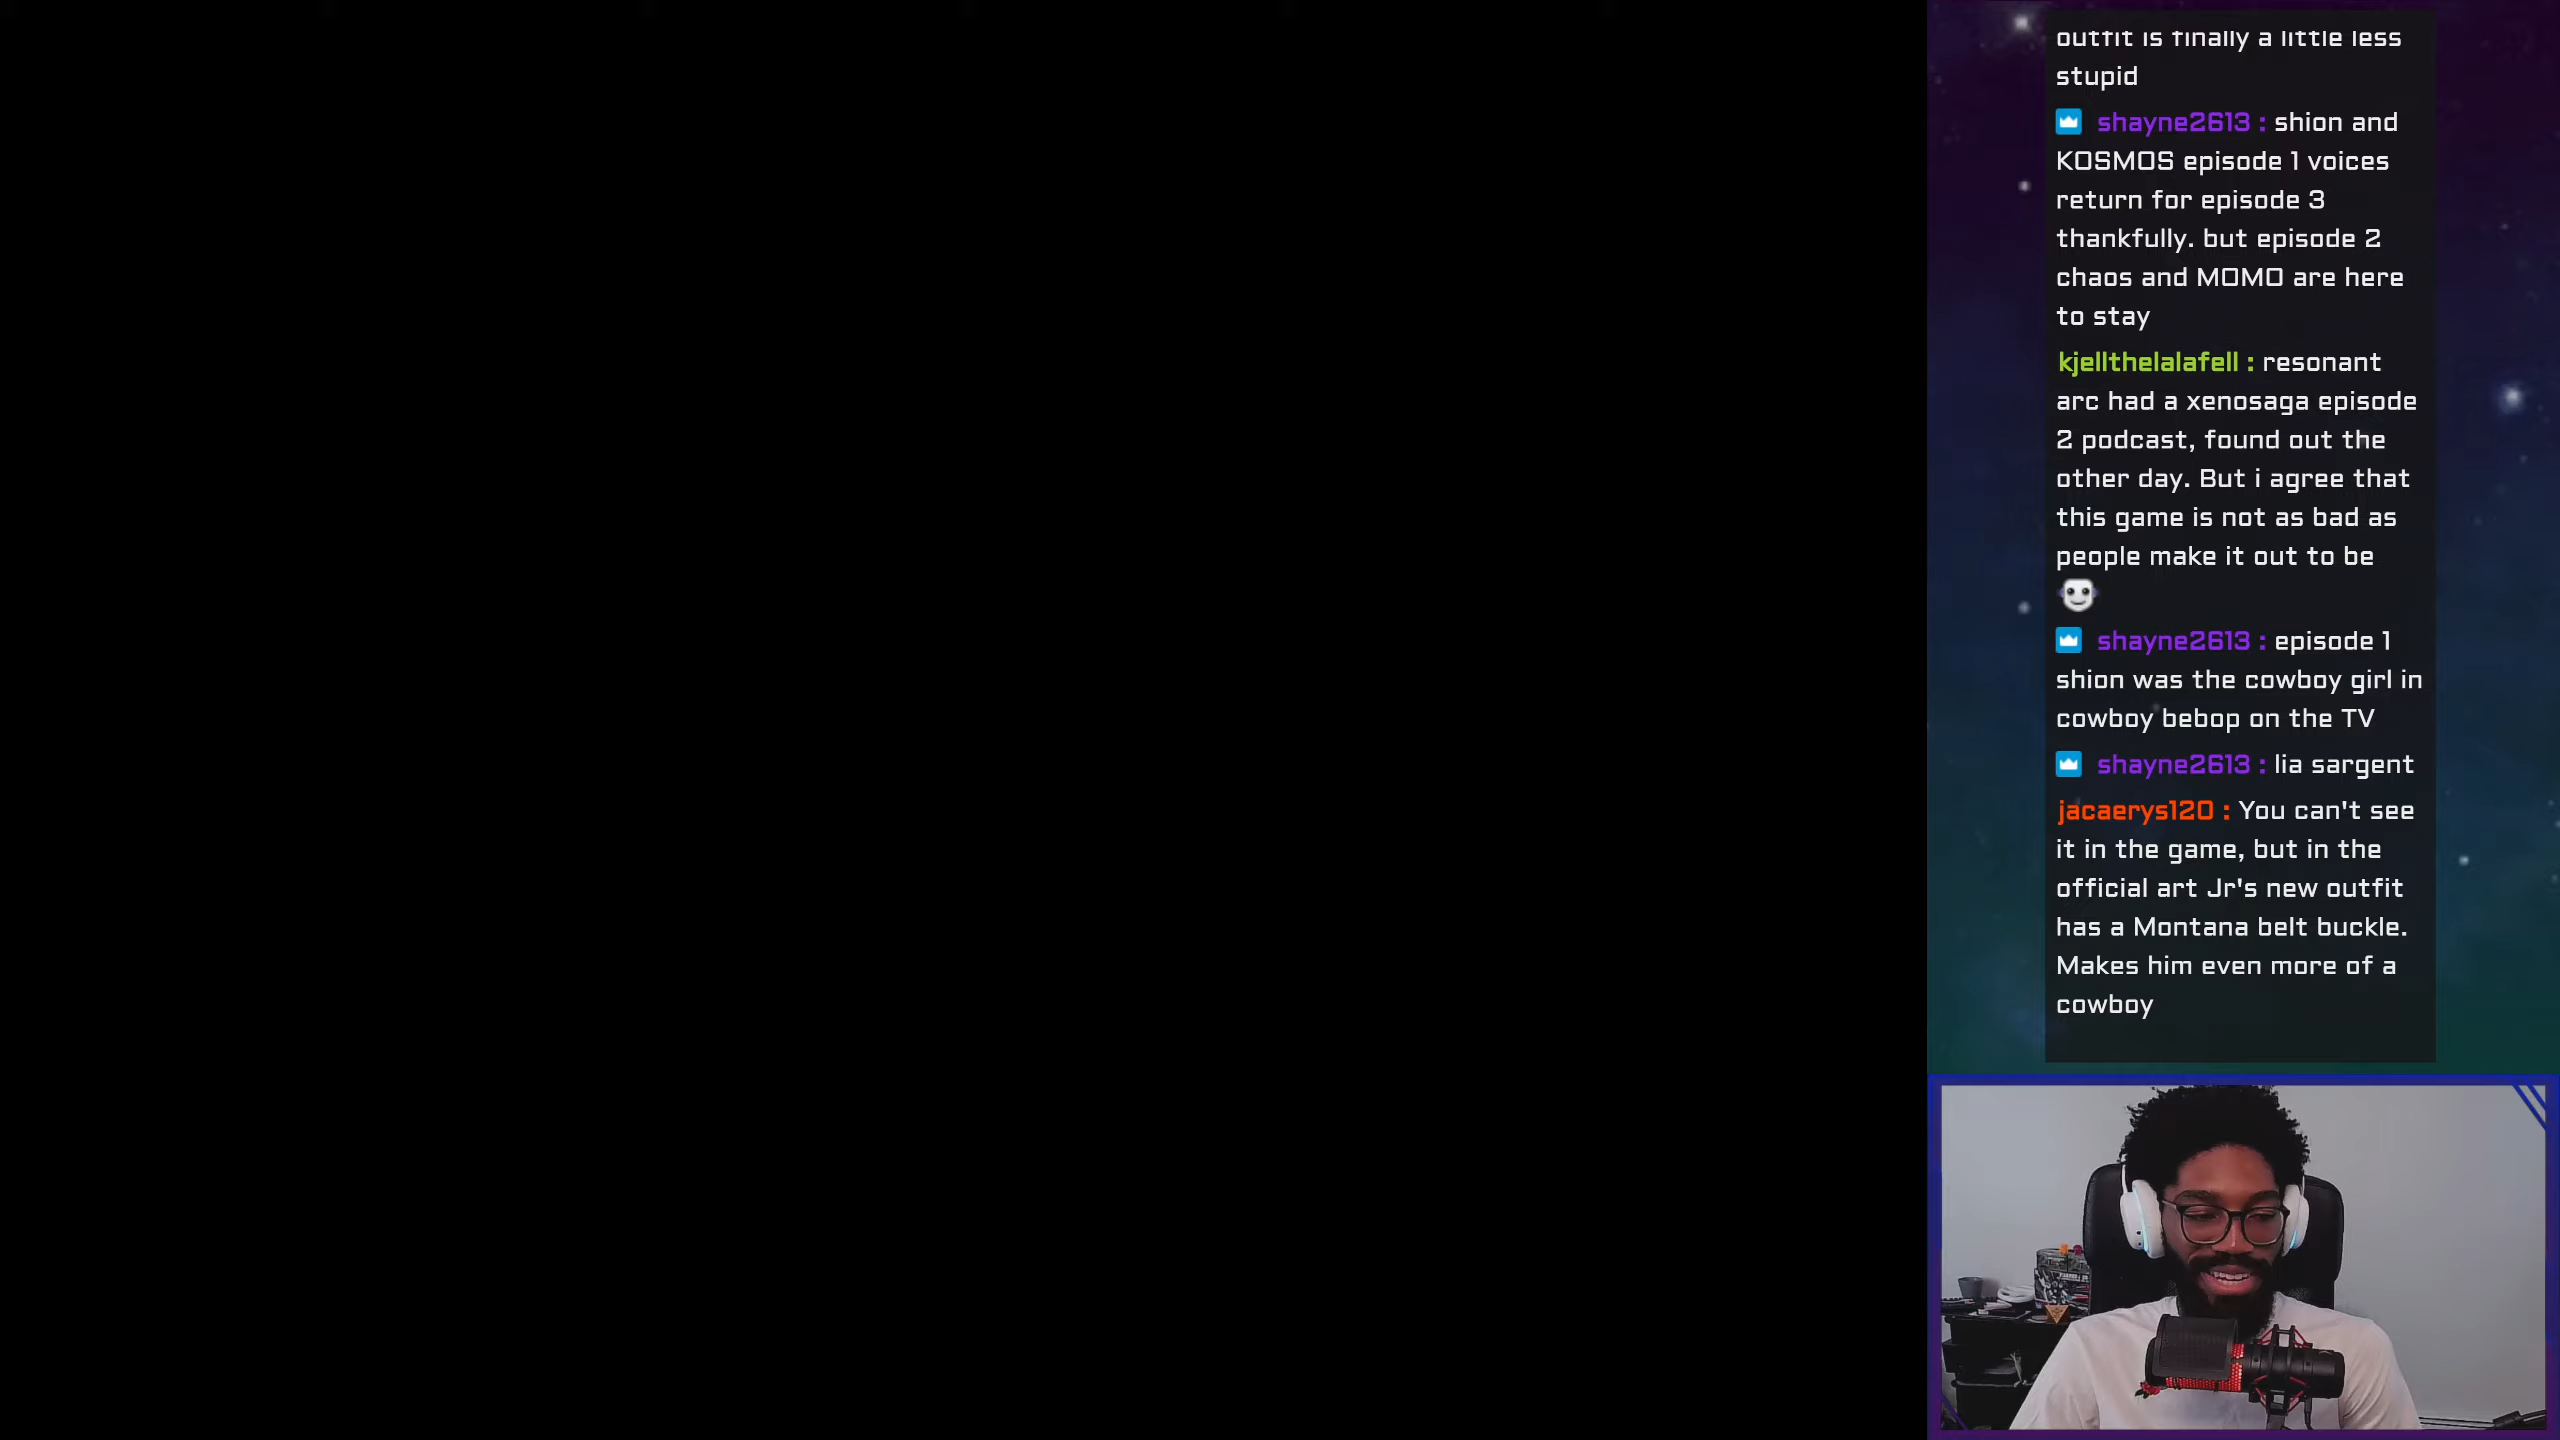 outfit is finally a little less
stupid
shayne2613 : shion and
KOSMOS episode 1 voices
return for episode 3
thankfully. but episode 2
chaos and MOMO are here
to stay
kjellthelalafell : resonant
arc had a xenosaga episode
2 podcast, found out the
other day. But i agree that
this game is not as bad as
people make it out to be
shayne2613 : episode 1
shion was the cowboy girl in
cowboy bebop on the TV
shayne2613 : lia sargent
jacaerys120 : You can't see
it in the game, but in the
official art Jr's new outfit
has a Montana belt buckle.
Makes him even more of a
cowboy